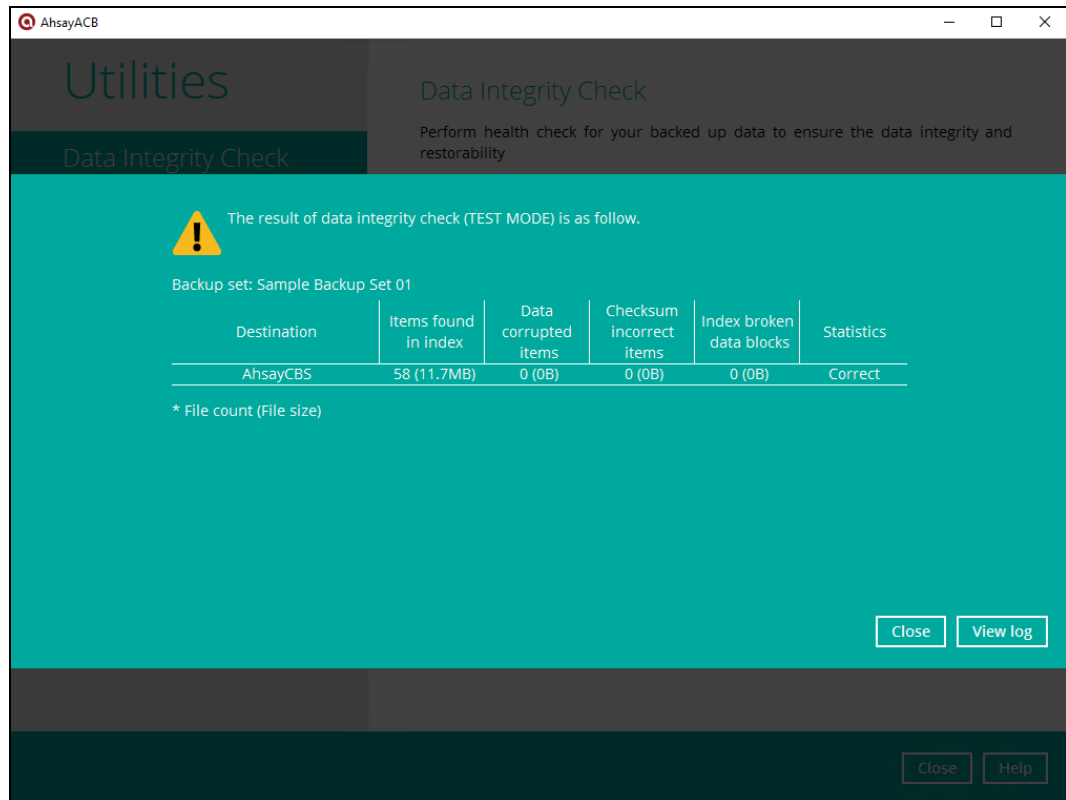 AhsayACB
Utilities
Data Integrity Check
Data Integrity Check
Perform health check for your backed up data to ensure the data integrity and
restorability
The result of data integrity check (TEST MODE) is as follow.
Backup set: Sample Backup Set 01
Destination
Items found
in index
Data
corrupted
items
Checksum
incorrect
items
Index broken
data blocks
Statistics
AhsayCBS 58 (11.7MB) 0 (0B) 0 (0B) 0 (0B) Correct
* File count (File size)
Close View log
Close Help